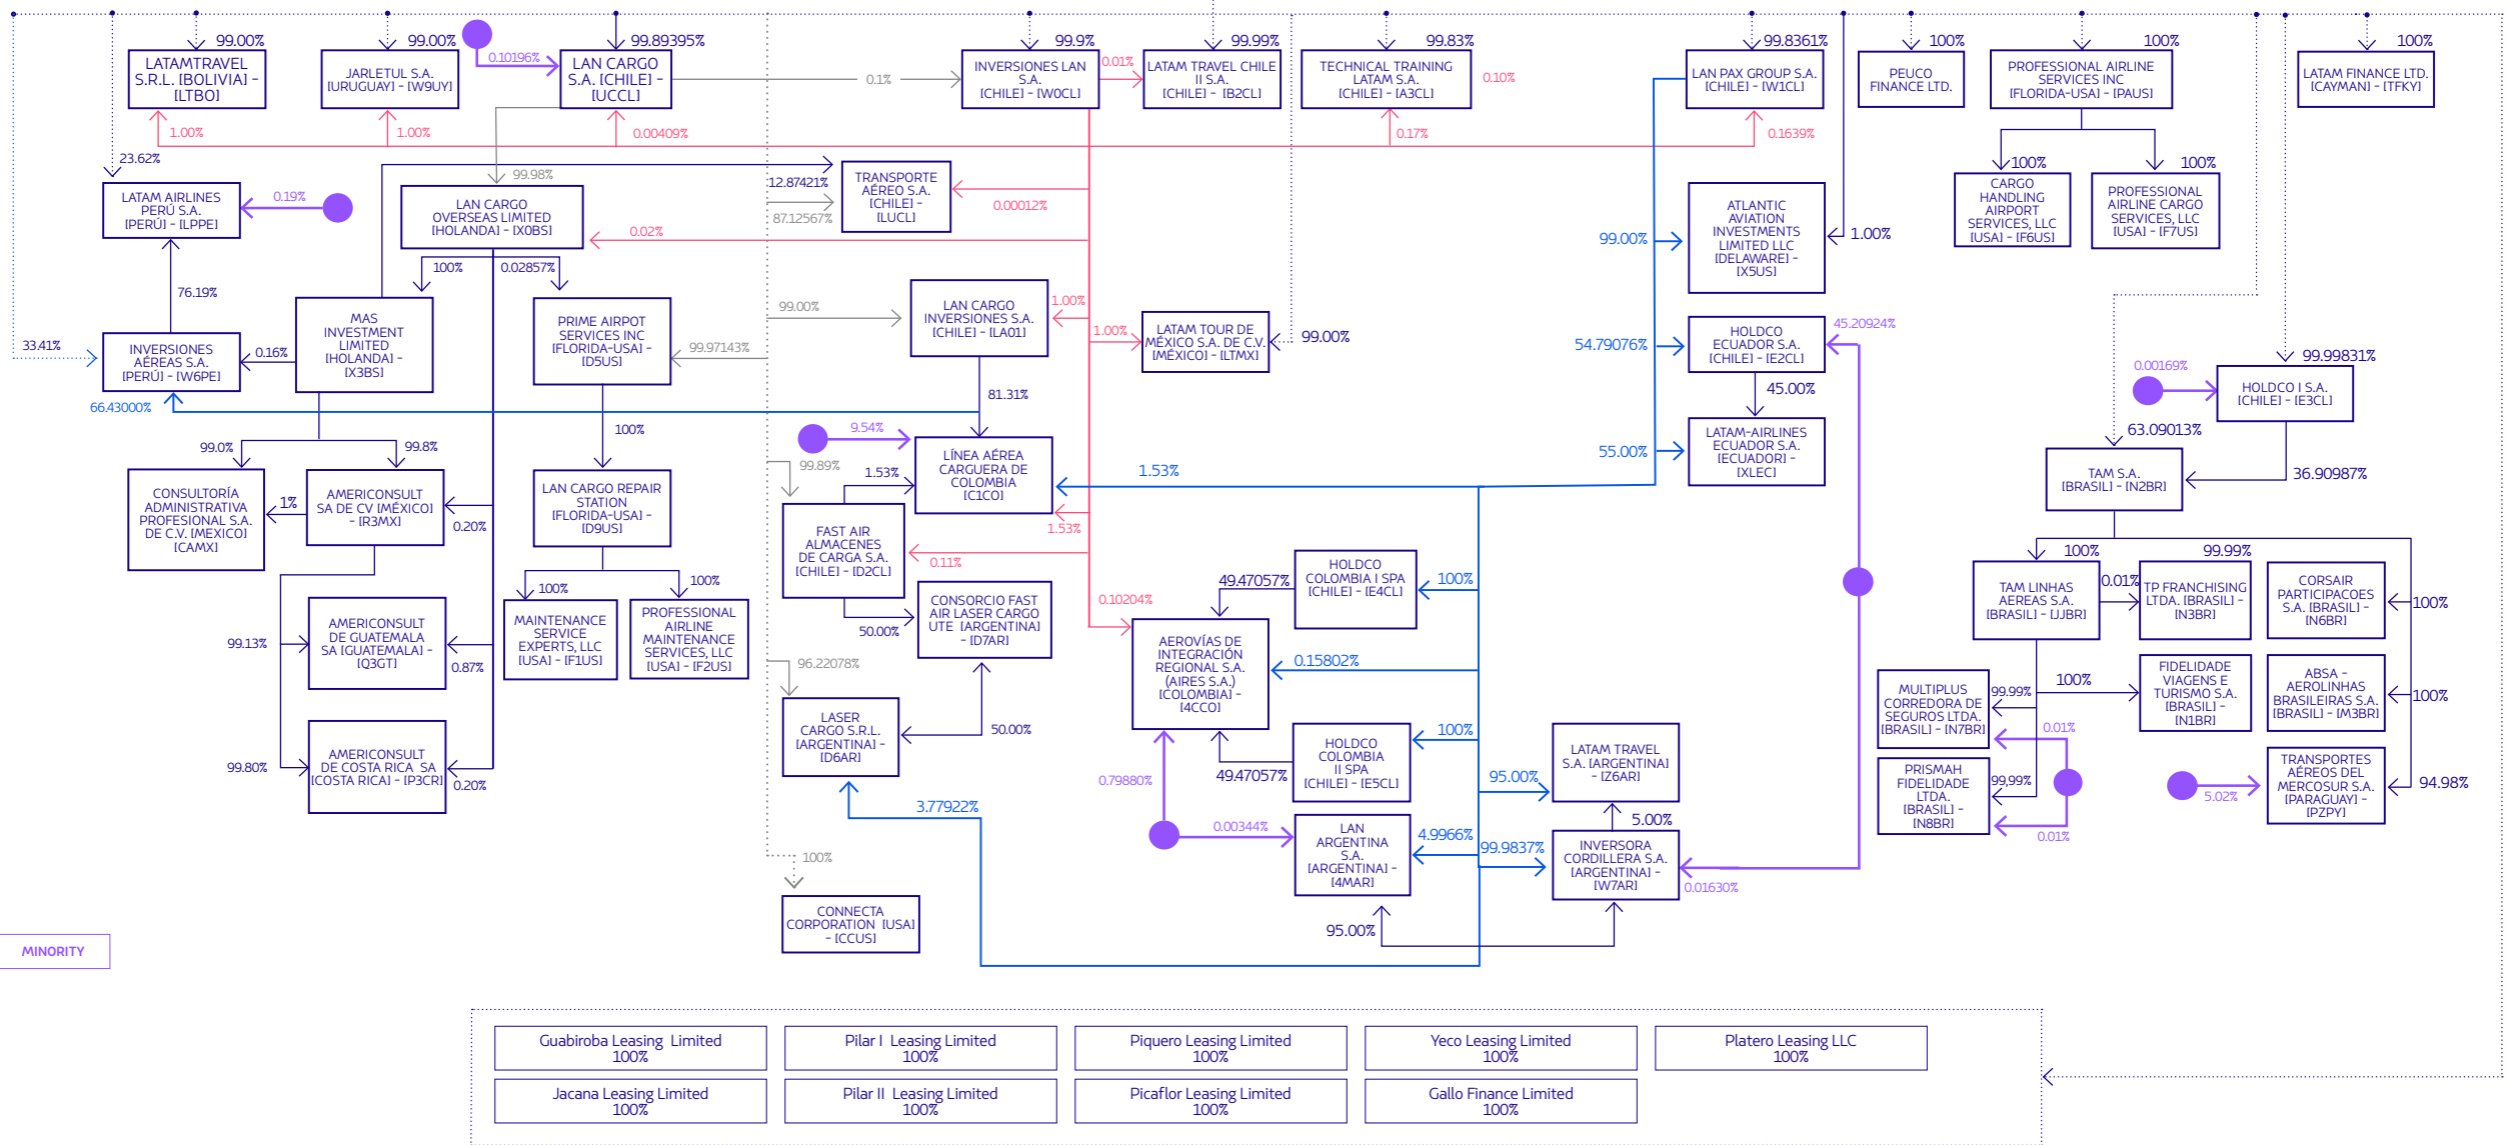 99.00%
LATAMTRAVEL
S.R.L. [BOLIVIA] -
[LTBO]
1.00%
99.00%
JARLETUL S.A.
[URUGUAY] - [W9UY]
1.00%
0.10196%
99.89395%
LAN CARGO
S.A. [CHILE] -
[UCCL]
0.00409%
0.1%
99.9%
INVERSIONES LAN
S.A.
[CHILE] - [W0CL]
0.01%
99.99%
LATAM TRAVEL CHILE
II S.A.
[CHILE] - [B2CL]
99.83%
TECHNICAL TRAINING
LATAM S.A.
[CHILE] - [A3CL]
0.10%
0.17%
99.8361%
LAN PAX GROUP S.A.
[CHILE] - [W1CL]
0.1639%
100%
PEUCO
FINANCE LTD.
100%
PROFESSIONAL AIRLINE
SERVICES INC
[FLORIDA-USA] - [PAUS]
100%
LATAM FINANCE LTD.
[CAYMAN] - [TFKY]
23.62%
LATAM AIRLINES
PERÚ S.A.
[PERÚ] - [LPPE]
0.19%
99.98%
LAN CARGO
OVERSEAS LIMITED
[HOLANDA] - [X0BS]
0.02%
12.87421%
87.12567%
TRANSPORTE
AÉREO S.A.
[CHILE] -
[LUCL]
0.00012%
99.00%
ATLANTIC
AVIATION
INVESTMENTS
LIMITED LLC
[DELAWARE] -
[X5US]
1.00%
100%
CARGO
HANDLING
AIRPORT
SERVICES, LLC
[USA] - [F6US]
100%
PROFESSIONAL
AIRLINE CARGO
SERVICES, LLC
[USA] - [F7US]
76.19%
100%
0.02857%
33.41%
INVERSIONES
AÉREAS S.A.
[PERÚ] - [W6PE]
66.43000%
0.16%
MAS
INVESTMENT
LIMITED
[HOLANDA] -
[X3BS]
PRIME AIRPOT
SERVICES INC
[FLORIDA-USA] -
[D5US]
99.97143%
99.00%
LAN CARGO
INVERSIONES S.A.
[CHILE] - [LA01]
1.00%
1.00%
LATAM TOUR DE
MÉXICO S.A. DE C.V.
[MÉXICO] - [LTMX]
99.00%
54.79076%
HOLDCO
ECUADOR S.A.
[CHILE] - [E2CL]
45.20924%
45.00%
55.00%
LATAM-AIRLINES
ECUADOR S.A.
[ECUADOR] -
[XLEC]
99.99831%
0.00169%
HOLDCO I S.A.
[CHILE] - [E3CL]
63.09013%
36.90987%
TAM S.A.
[BRASIL] - [N2BR]
99.0%
99.8%
CONSULTORÍA
ADMINISTRATIVA
PROFESIONAL S.A.
DE C.V. [MEXICO]
[CAMX]
1%
AMERICONSULT
SA DE CV [MÉXICO]
- [R3MX]
0.20%
100%
LAN CARGO REPAIR
STATION
[FLORIDA-USA] -
[D9US]
81.31%
9.54%
99.89%
1.53%
LÍNEA AÉREA
CARGUERA DE
COLOMBIA
[C1CO]
1.53%
1.53%
FAST AIR
ALMACENES
DE CARGA S.A.
[CHILE] - [D2CL]
0.11%
50.00%
CONSORCIO FAST
AIR LASER CARGO
UTE [ARGENTINA]
- [D7AR]
50.00%
99.13%
AMERICONSULT
DE GUATEMALA
SA [GUATEMALA] -
[Q3GT]
0.87%
99.80%
AMERICONSULT
DE COSTA RICA SA
[COSTA RICA] - [P3CR]
0.20%
100%
MAINTENANCE
SERVICE
EXPERTS, LLC
[USA] - [F1US]
100%
PROFESSIONAL
AIRLINE
MAINTENANCE
SERVICES, LLC
[USA] - [F2US]
96.22078%
LASER
CARGO S.R.L.
[ARGENTINA] -
[D6AR]
3.77922%
100%
CONNECTA
CORPORATION [USA]
- [CCUS]
0.10204%
49.47057%
HOLDCO
COLOMBIA I SPA
[CHILE] - [E4CL]
100%
AEROVÍAS DE
INTEGRACIÓN
REGIONAL S.A.
(AIRES S.A.)
[COLOMBIA] -
[4CCO]
0.15802%
49.47057%
HOLDCO
COLOMBIA
II SPA
[CHILE] - [E5CL]
100%
0.79880%
0.00344%
LAN
ARGENTINA
S.A.
[ARGENTINA] -
[4MAR]
4.9966%
95.00%
95.00%
LATAM TRAVEL
S.A. [ARGENTINA]
- [Z6AR]
5.00%
99.9837%
INVERSORA
CORDILLERA S.A.
[ARGENTINA] -
[W7AR]
0.01630%
100%
TAM LINHAS
AEREAS S.A.
[BRASIL] - [JJBR]
0.01%
99.99%
TP FRANCHISING
LTDA. [BRASIL] -
[N3BR]
CORSAIR
PARTICIPACOES
S.A. [BRASIL] -
[N6BR]
100%
MULTIPLUS
CORREDORA DE
SEGUROS LTDA.
[BRASIL] - [N7BR]
99.99%
100%
FIDELIDADE
VIAGENS E
TURISMO S.A.
[BRASIL] -
[N1BR]
ABSA -
AEROLINHAS
BRASILEIRAS S.A.
[BRASIL] - [M3BR]
100%
0.01%
PRISMAH
FIDELIDADE
LTDA.
[BRASIL] -
[N8BR]
99,99%
0.01%
5.02%
TRANSPORTES
AÉREOS DEL
MERCOSUR S.A.
[PARAGUAY] -
[PZPY]
94.98%
MINORITY
Guabiroba Leasing Limited
100%
Pilar I Leasing Limited
100%
Piquero Leasing Limited
100%
Yeco Leasing Limited
100%
Platero Leasing LLC
100%
Jacana Leasing Limited
100%
Pilar II Leasing Limited
100%
Picaflor Leasing Limited
100%
Gallo Finance Limited
100%